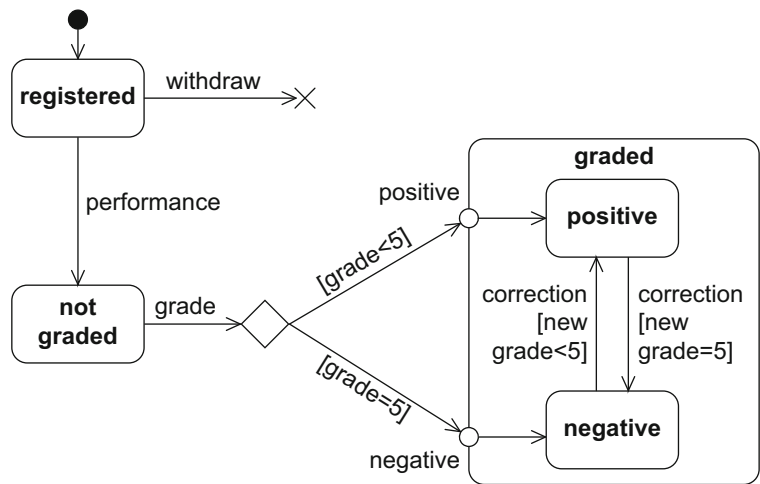 registered
withdraw
performance
not
graded
grade
[grade<5]
[grade=5]
positive
negative
graded
positive
correction
[new
grade<5]
correction
[new
grade=5]
negative